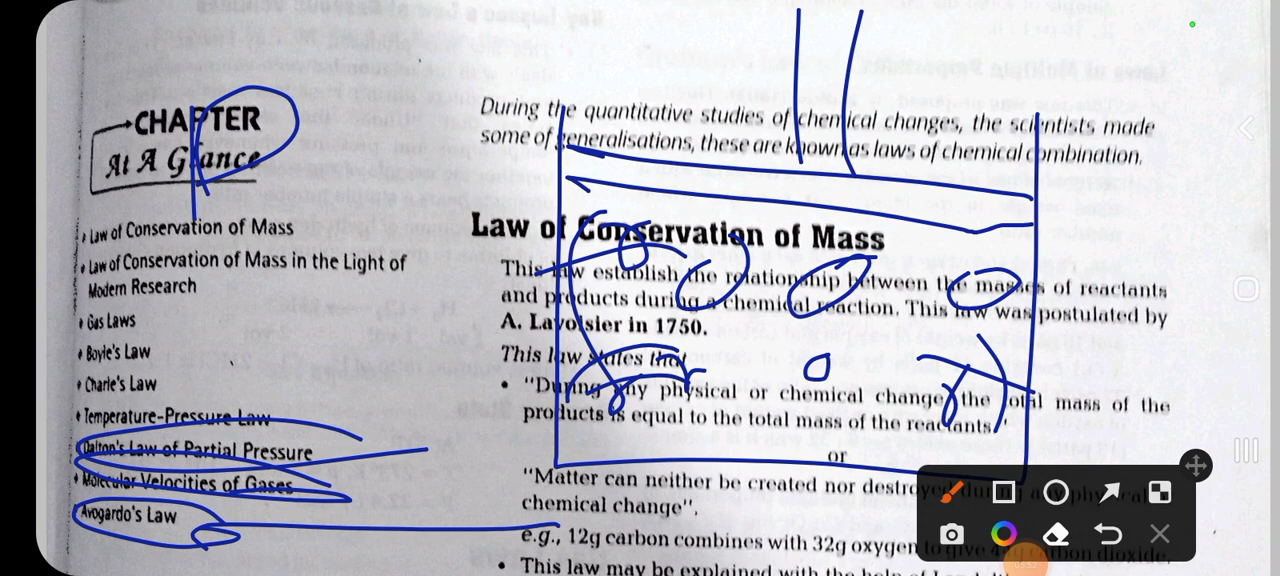 During the quantitative studies of chemical changes, the scientists made
some of generalisations, these are known as laws of chemical combination.
CHAPTER
At A Glance
Law of Conservation of Mass
Law of Conservation of Mass in the Light of
Modern Research
Gas Laws
Boyle's Law
Charle's Law
Temperature-Pressure Law
Dalton's Law of Partial Pressure
Molecular Velocities of Gases
Avogardo's Law
Law of Conservation of Mass
This law establish the relationship between the masses of reactants
and products during a chemical reaction. This law was postulated by
A. Lavoisier in 1750.
This law states that
• "During any physical or chemical change, the total mass of the
products is equal to the total mass of the reactants."
or
"Matter can neither be created nor destroyed during any physical
chemical change".
e.g., 12g carbon combines with 32g oxygen to give 44g carbon dioxide.
• This law may be explained with the help of